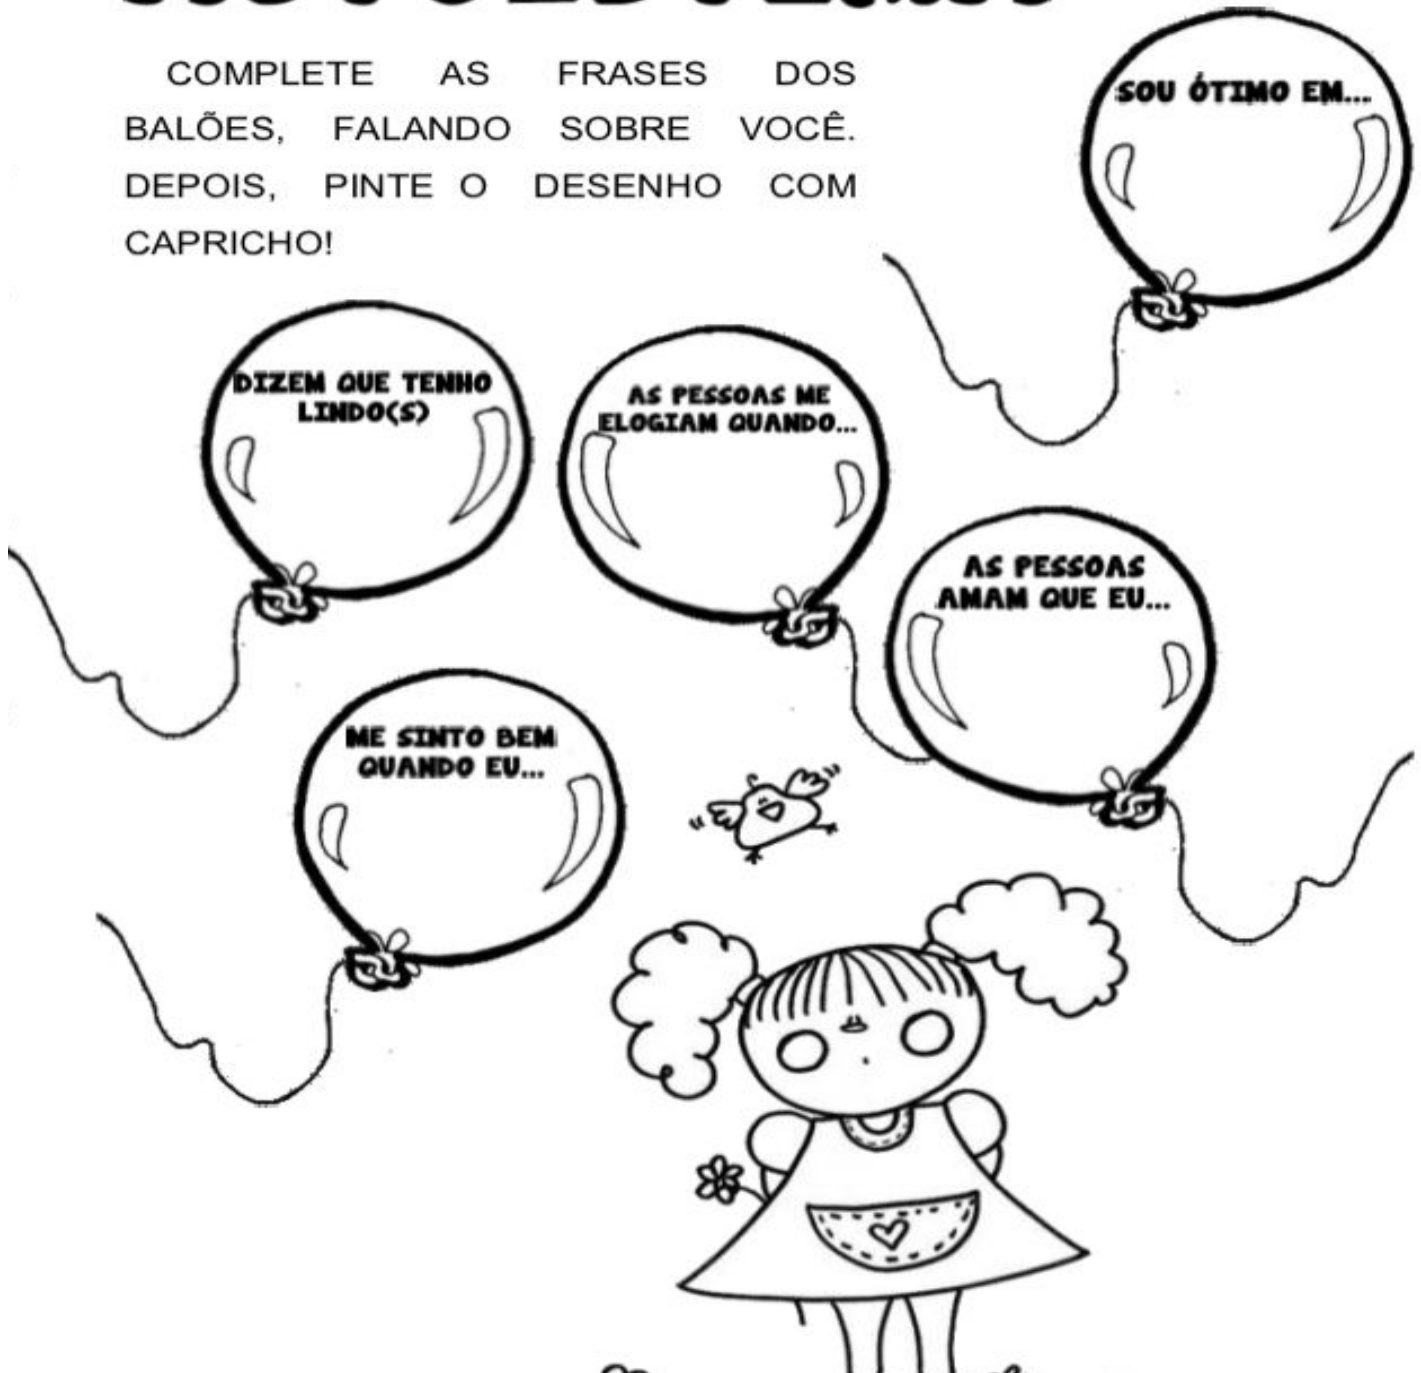 COMPLETE AS FRASES DOS
BALÕES, FALANDO SOBRE VOCÊ.
DEPOIS, PINTE O DESENHO COM
CAPRICHO!
SOU ÓTIMO EM...
DIZEM QUE TENHO
LINDO(S)
AS PESSOAS ME
ELOGIAM QUANDO...
AS PESSOAS
AMAM QUE EU...
ME SINTO BEM
QUANDO EU...